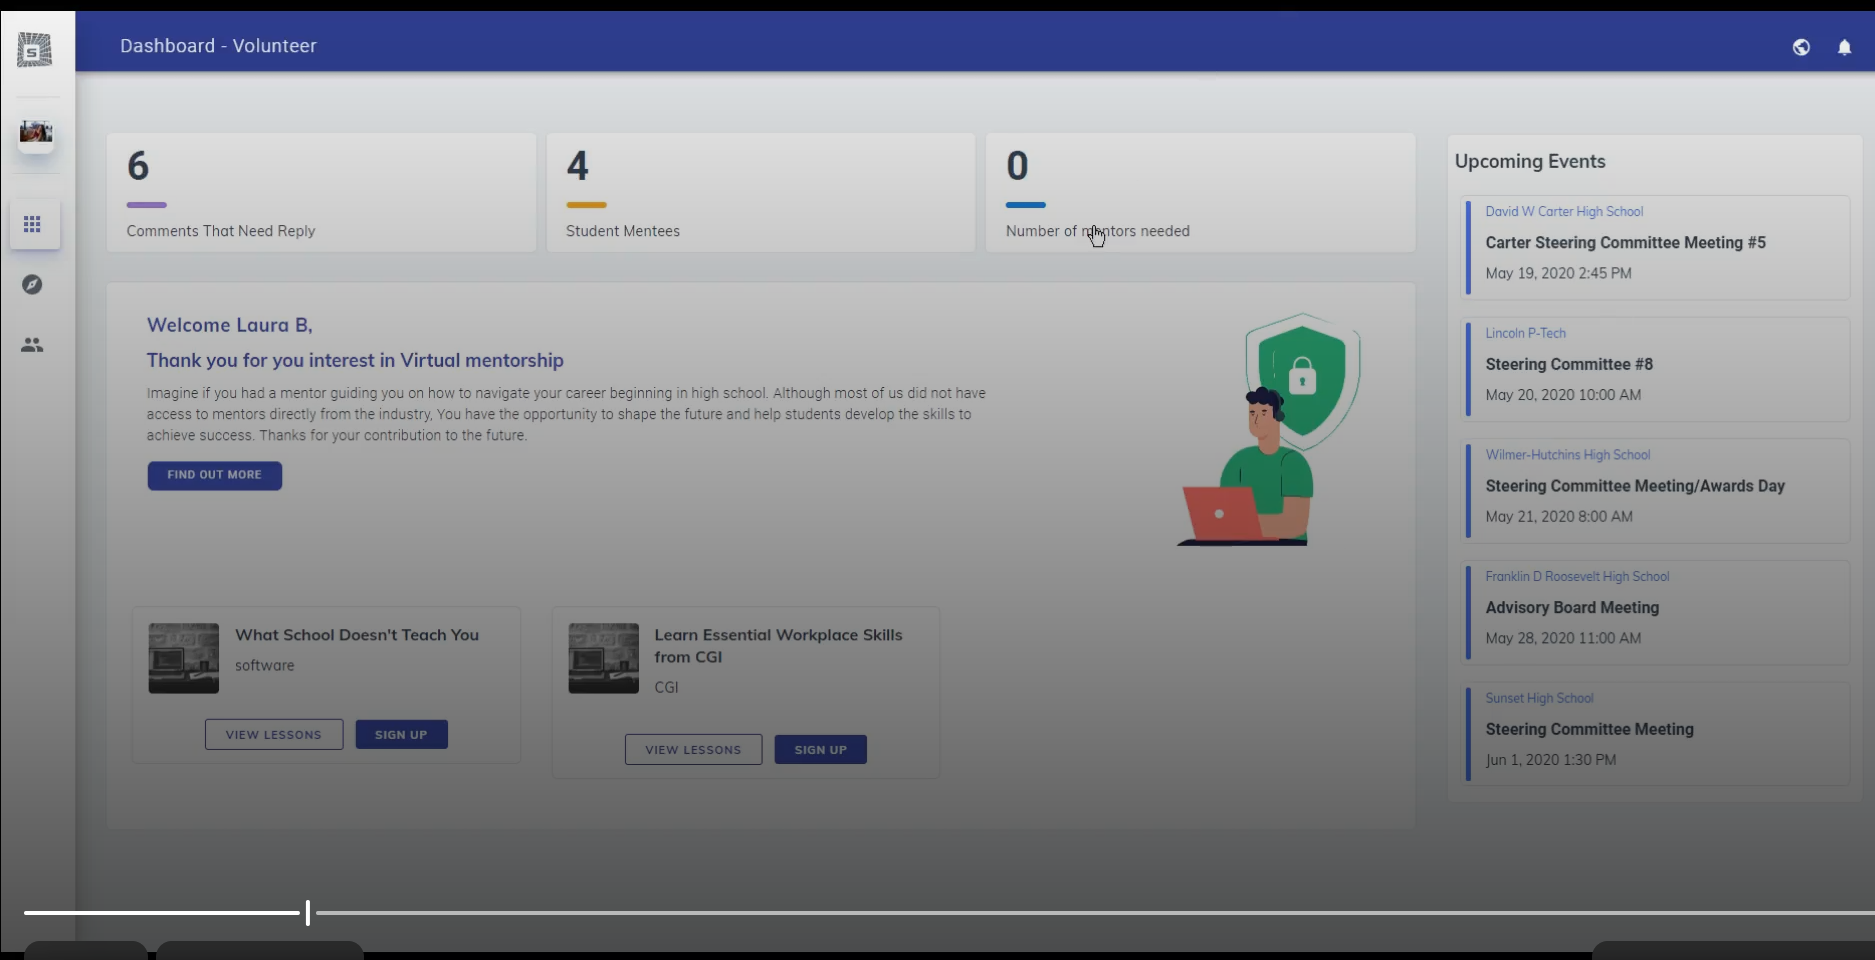 S
Dashboard - Volunteer
6
Comments That Need Reply
4
Student Mentees
0
Number of mentors needed
Welcome Laura B,
Thank you for you interest in Virtual mentorship
Imagine if you had a mentor guiding you on how to navigate your career beginning in high school. Although most of us did not have
access to mentors directly from the industry, You have the opportunity to shape the future and help students develop the skills to
achieve success. Thanks for your contribution to the future.
FIND OUT MORE
What School Doesn't Teach You
software
VIEW LESSONS
SIGN UP
Learn Essential Workplace Skills
from CGI
CGI
VIEW LESSONS
SIGN UP
Upcoming Events
David W Carter High School
Carter Steering Committee Meeting #5
May 19, 2020 2:45 PM
Lincoln P-Tech
Steering Committee #8
May 20, 2020 10:00 AM
Wilmer-Hutchins High School
Steering Committee Meeting/Awards Day
May 21, 2020 8:00 AM
Franklin D Roosevelt High School
Advisory Board Meeting
May 28, 2020 11:00 AM
Sunset High School
Steering Committee Meeting
Jun 1, 2020 1:30 PM